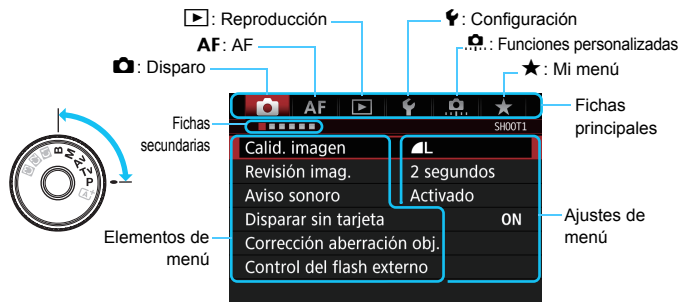 : Reproducción
: Configuración
AF: AF
: Funciones personalizadas
: Disparo
: Mi menú
AF
Fichas principales
Fichas secundarias
SHOOT1
Calid. imagen L
Revisión imag. 2 segundos
Aviso sonoro Activado
Disparar sin tarjeta ON
Corrección aberración obj.
Control del flash externo
Elementos de menú
Ajustes de menú
B
M
Av
Tv
P
A+